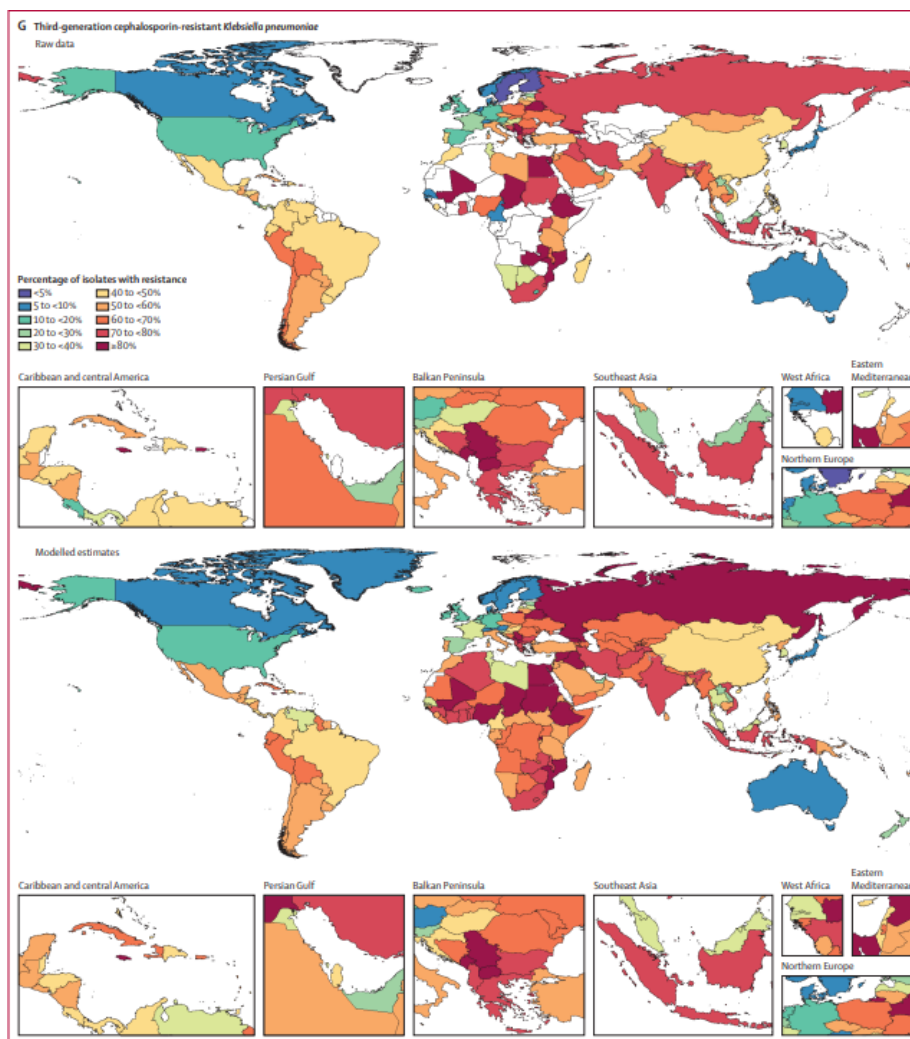 G Third-generation cephalosporin-resistant Klebsiella pneumoniae
Raw data
Percentage of isolates with resistance
<5%
5 to <10%
10 to <20%
20 to <30%
30 to <40%
40 to <50%
50 to <60%
60 to <70%
70 to <80%
≥80%
Caribbean and central America
Persian Gulf
Balkan Peninsula
Southeast Asia
West Africa
Eastern
Mediterranean
Northern Europe
Modelled estimates
Caribbean and central America
Persian Gulf
Balkan Peninsula
Southeast Asia
West Africa
Eastern
Mediterranean
Northern Europe